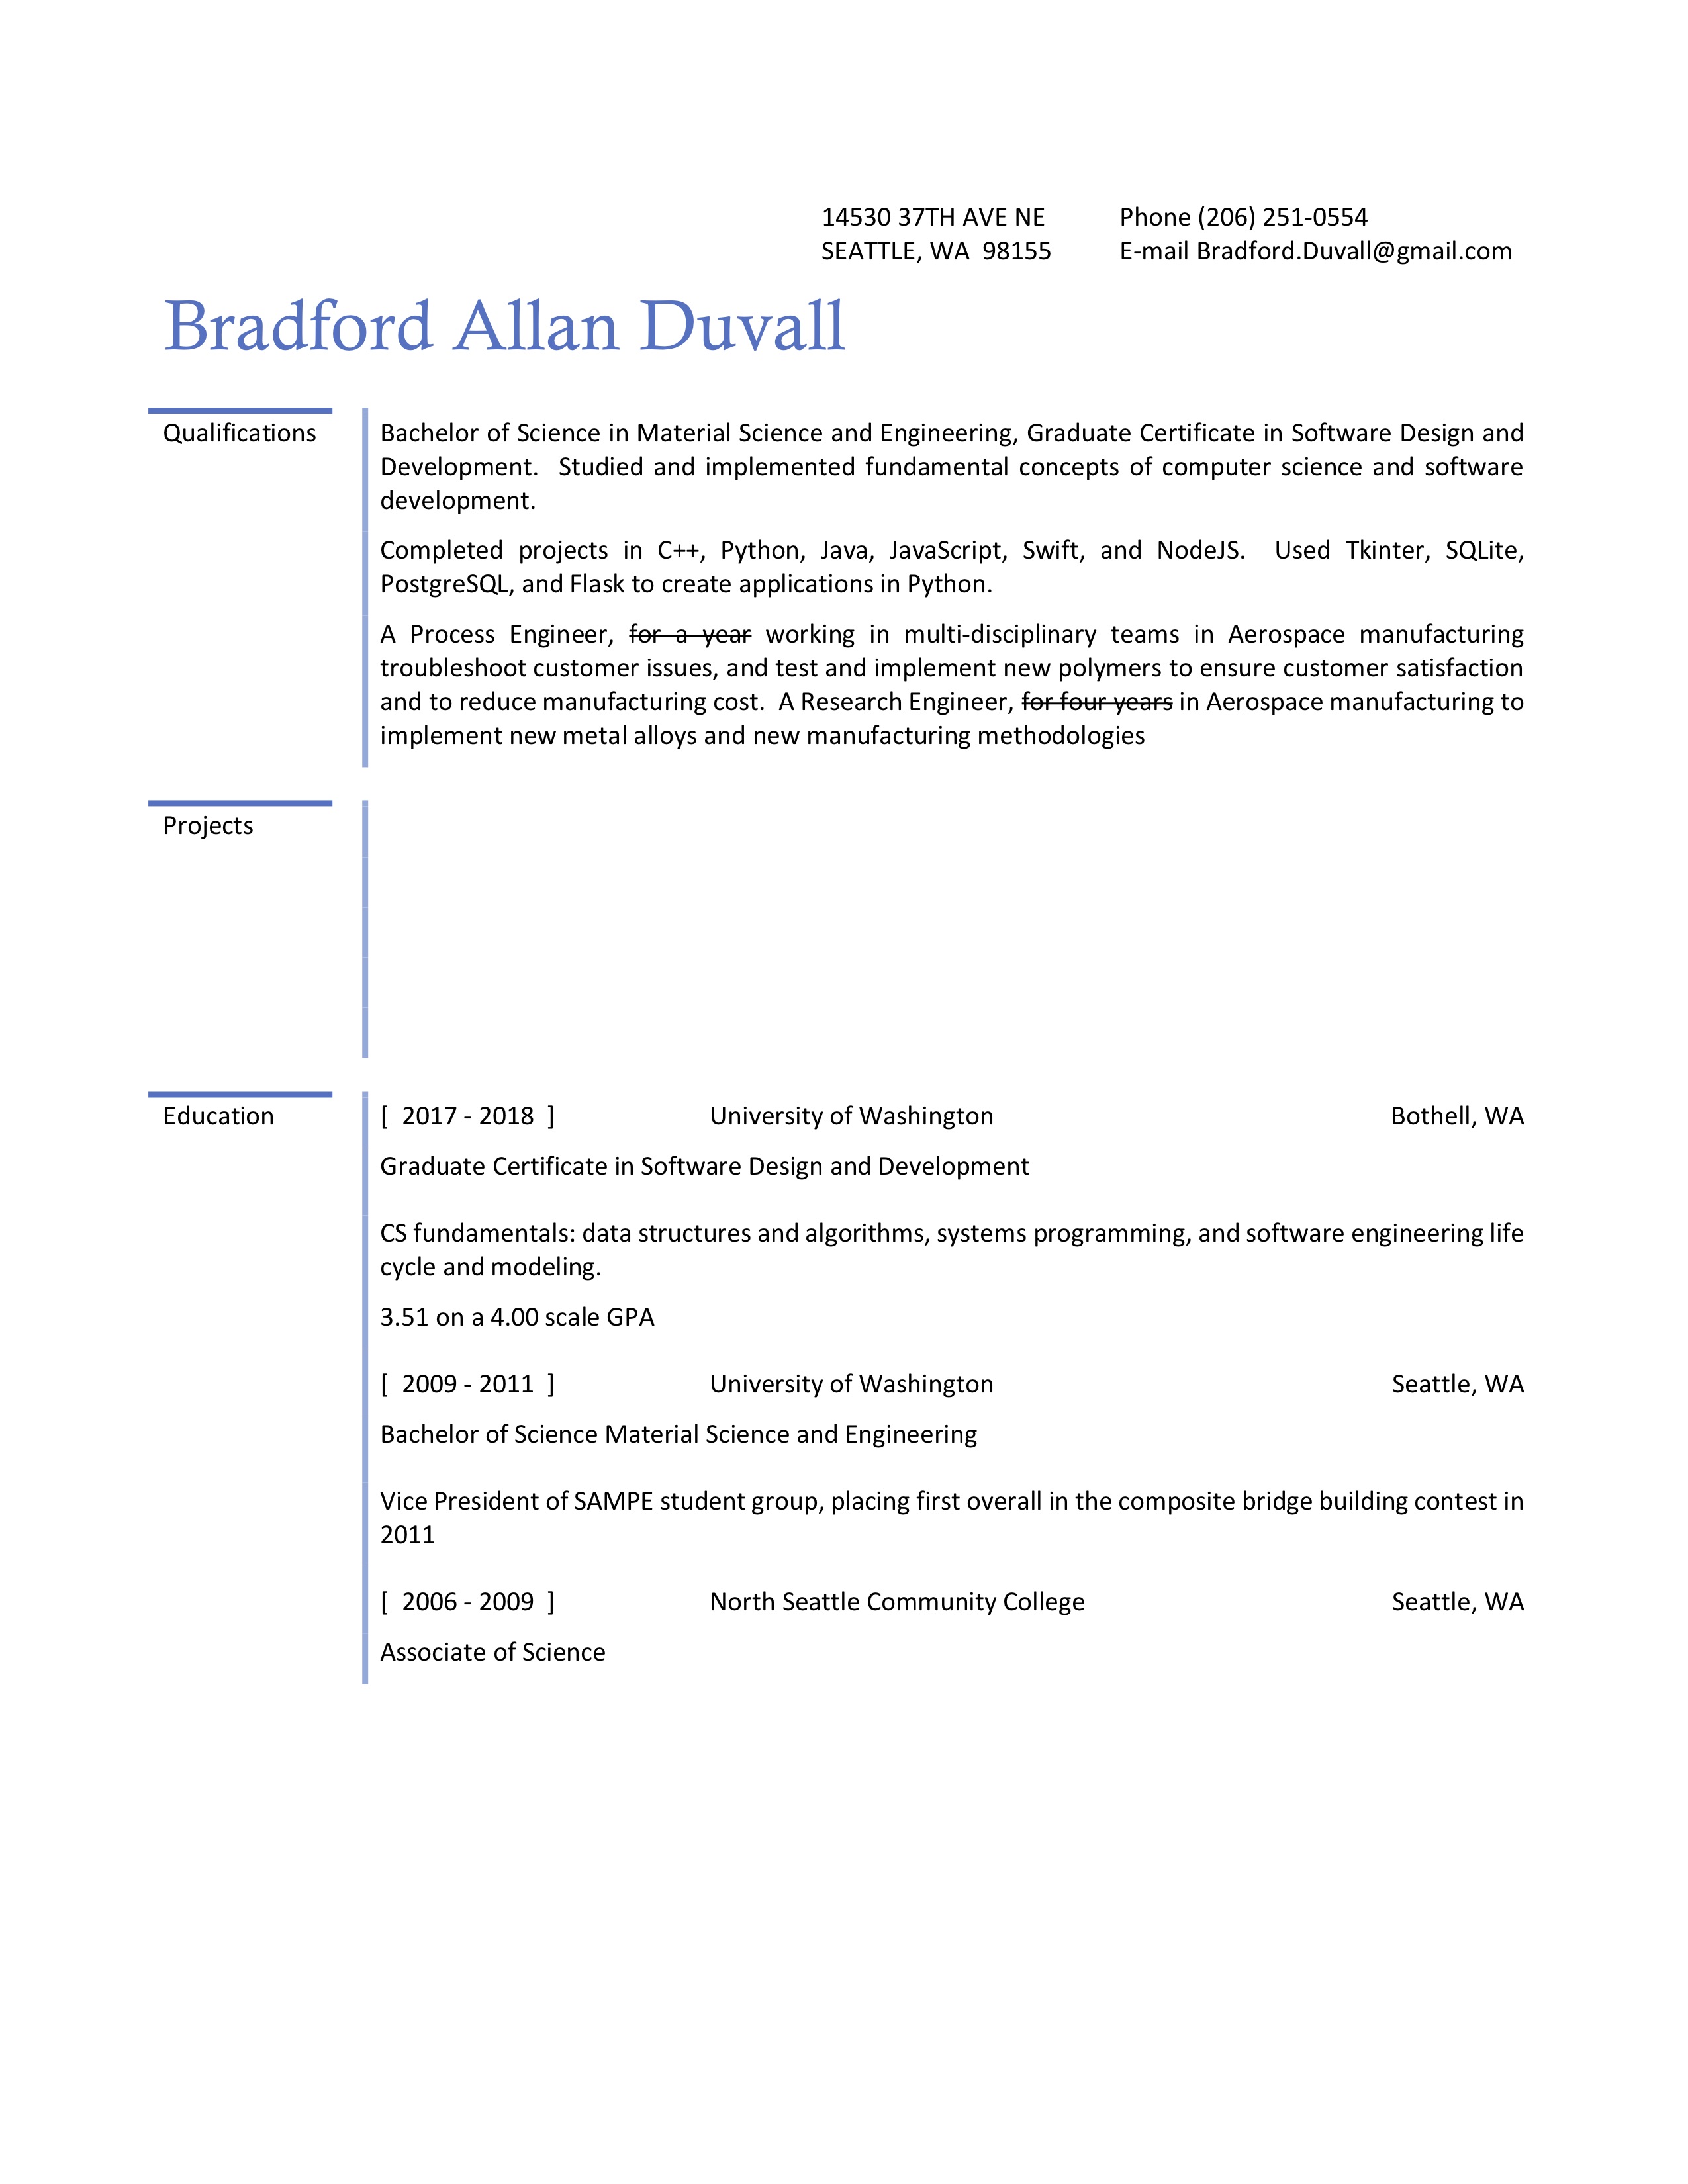 14530 37TH AVE NE Phone (206) 251-0554
SEATTLE, WA  98155 E-mail Bradford.Duvall@gmail.com
Bradford Allan Duvall
Qualifications
Bachelor of Science in Material Science and Engineering, Graduate Certificate in Software Design and
Development.  Studied and implemented fundamental concepts of computer science and software
development.
Completed projects in C++, Python, Java, JavaScript, Swift, and NodeJS.  Used Tkinter, SQLite,
PostgreSQL, and Flask to create applications in Python.
A Process Engineer, for a year working in multi-disciplinary teams in Aerospace manufacturing
troubleshoot customer issues, and test and implement new polymers to ensure customer satisfaction
and to reduce manufacturing cost.  A Research Engineer, for four years in Aerospace manufacturing to
implement new metal alloys and new manufacturing methodologies
Projects
Education
[  2017 - 2018  ] University of Washington Bothell, WA
Graduate Certificate in Software Design and Development
CS fundamentals: data structures and algorithms, systems programming, and software engineering life
cycle and modeling.
3.51 on a 4.00 scale GPA
[  2009 - 2011  ] University of Washington Seattle, WA
Bachelor of Science Material Science and Engineering
Vice President of SAMPE student group, placing first overall in the composite bridge building contest in
2011
[  2006 - 2009  ] North Seattle Community College Seattle, WA
Associate of Science